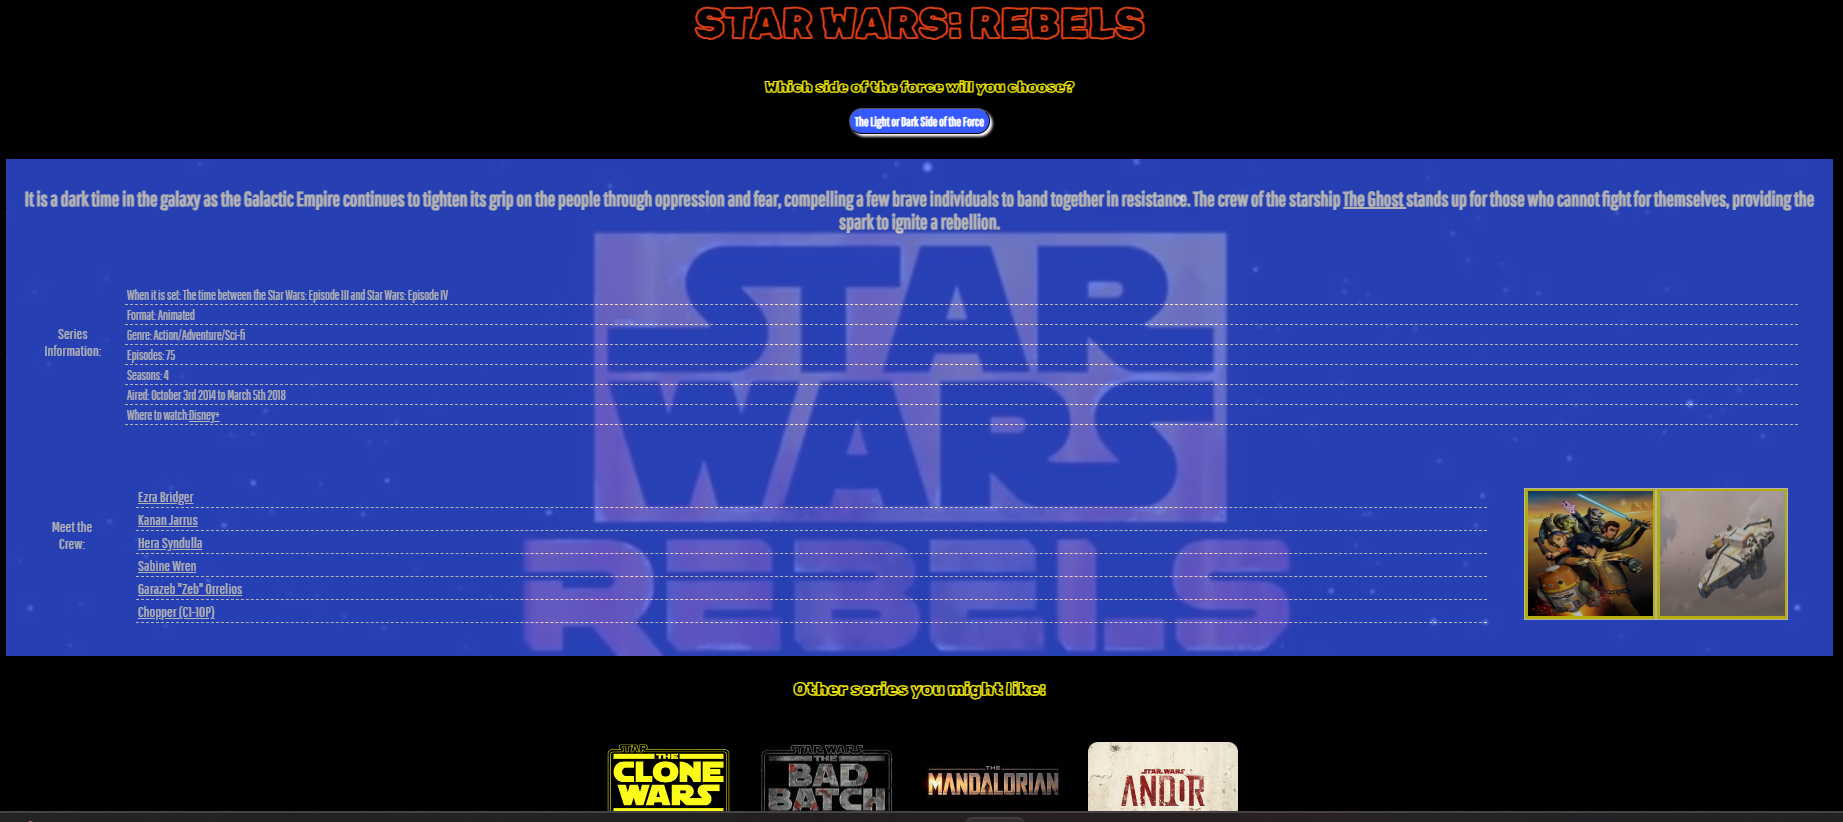 STAR WARS: REBELS
Which side of the force will you choose?
The Light or Dark Side of the Force
It is a dark time in the galaxy as the Galactic Empire continues to tighten its grip on the people through oppression and fear, compelling a few brave individuals to band together in resistance. The crew of the starship The Ghost stands up for those who cannot fight for themselves, providing the
spark to ignite a rebellion.
STAR
WARS
REBELS
Series
Information:
When it is set: The time between the Star Wars: Episode III and Star Wars: Episode IV
Format: Animated
Genre: Action/Adventure/Sci-fi
Episodes: 75
Seasons: 4
Aired: October 3rd 2014 to March 5th 2018
Where to watch:Disney+
Meet the
Crew:
Ezra Bridger
Kanan Jarrus
Hera Syndulla
Sabine Wren
Garazeb "Zeb" Orrelios
Chopper (C1-10P)
Other series you might like:
STAR
THE
CLONE
WARS
STAR WARS
THE
BAD
BATCH
THE
MANDALORIAN
STAR WARS
ANDOR